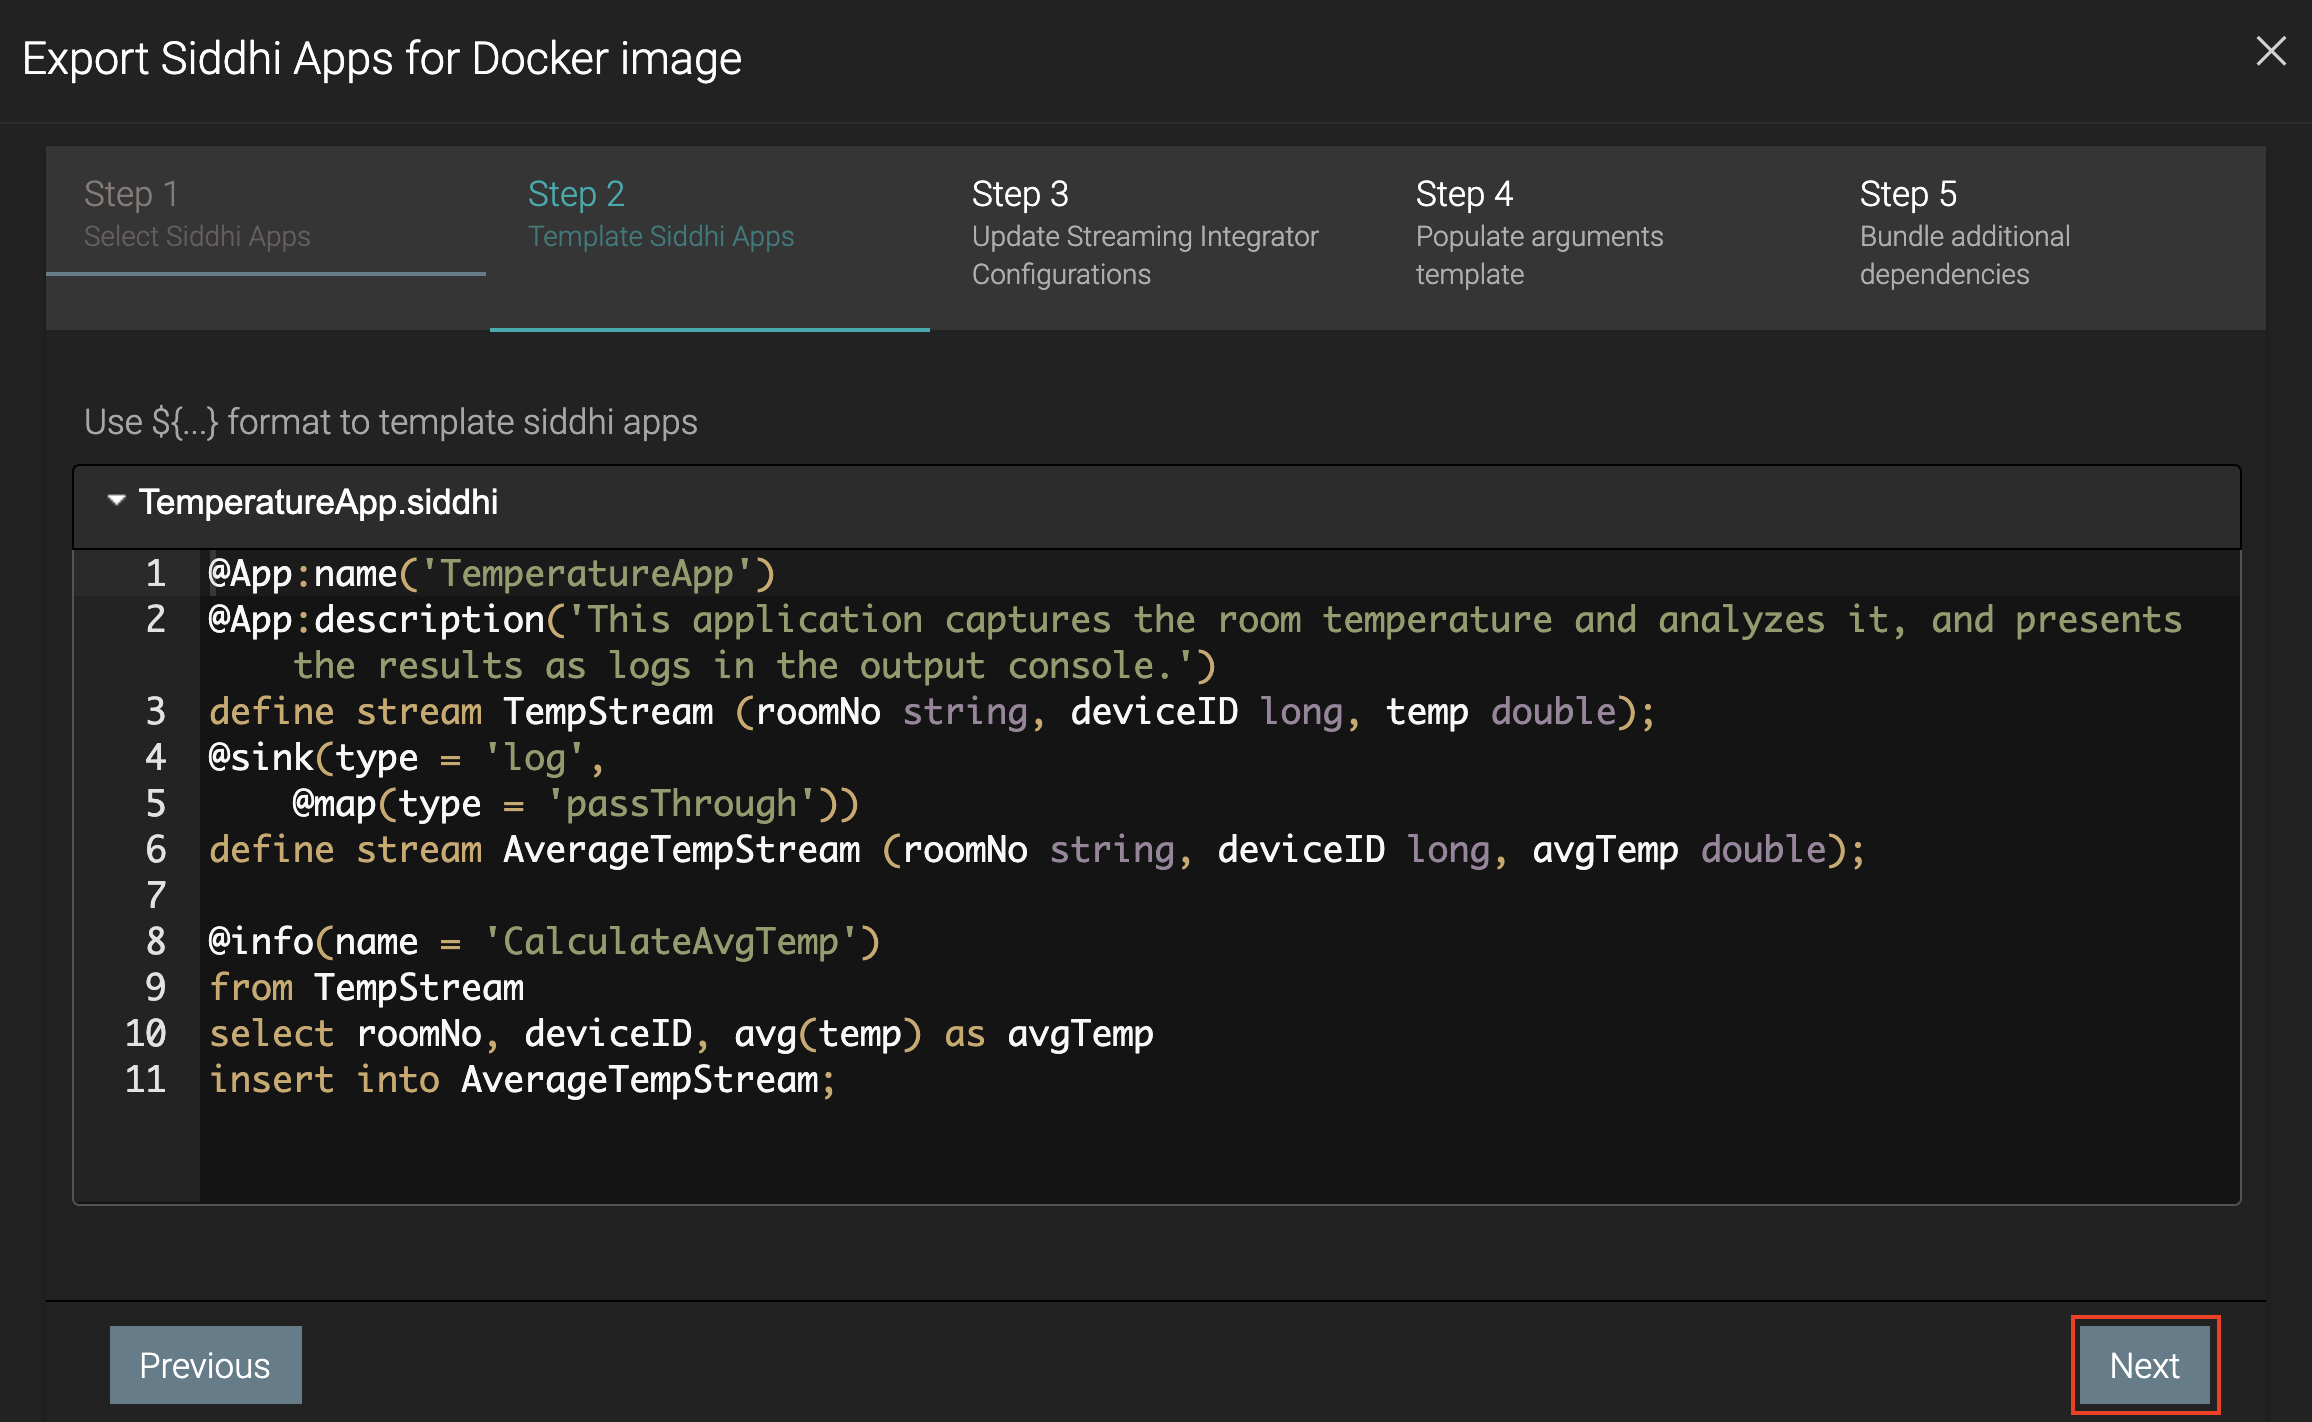 Export Siddhi Apps for Docker image
Step 1
Select Siddhi Apps
Step 2
Template Siddhi Apps
Step 3
Update Streaming Integrator
Configurations
Step 4
Populate arguments
template
Step 5
Bundle additional
dependencies
Use ${...} format to template siddhi apps
TemperatureApp.siddhi
1 @App:name('TemperatureApp')
2 @App:description('This application captures the room temperature and analyzes it, and presents
the results as logs in the output console.')
3 define stream TempStream (roomNo string, deviceID long, temp double);
4 @sink(type = 'log',
5     @map(type = 'passThrough'))
6 define stream AverageTempStream (roomNo string, deviceID long, avgTemp double);
7
8 @info(name = 'CalculateAvgTemp')
9 from TempStream
10 select roomNo, deviceID, avg(temp) as avgTemp
11 insert into AverageTempStream;
Previous
Next